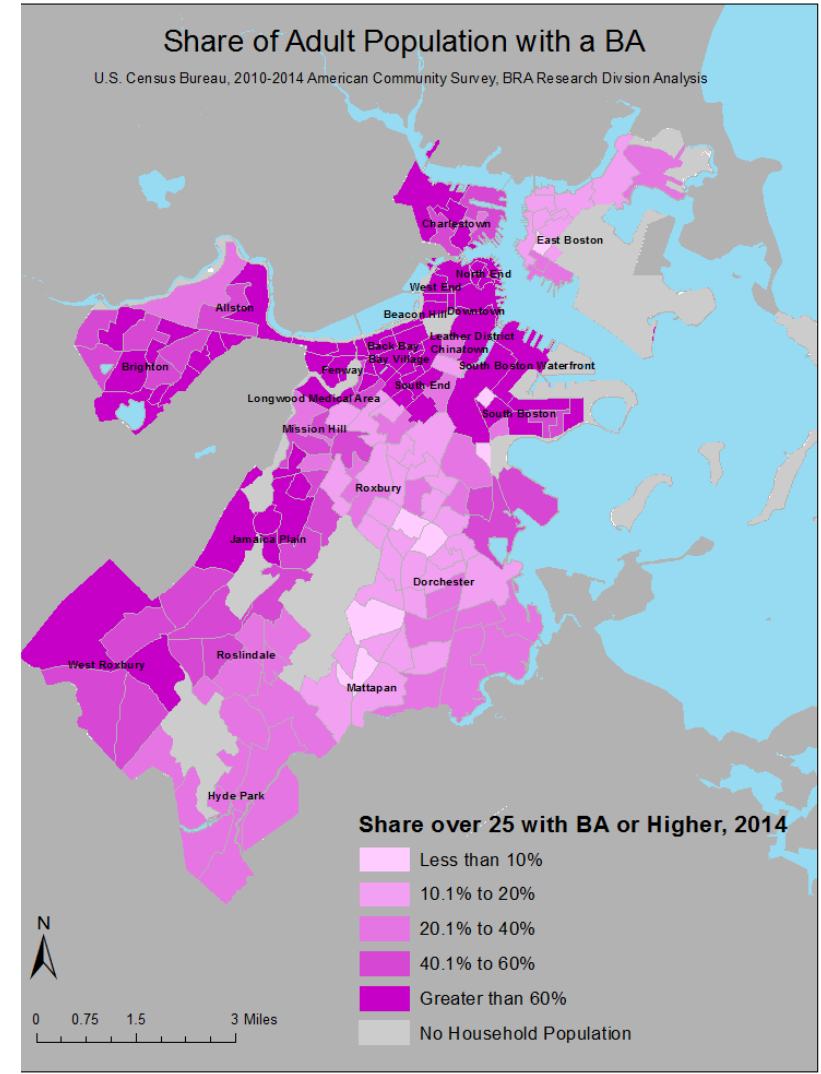 Share of Adult Population with a BA
U.S. Census Bureau, 2010-2014 American Community Survey, BRA Research Divsion Analysis
Charlestown
East Boston
North End
West End
Allston
Beacon Hill
Downtown
Leather District
Back Bay
Chinatown
Bay Village
Brighton
Fenway
South Boston Waterfront
South End
Longwood Medical Area
South Boston
Mission Hill
Roxbury
Jamaica Plain
Dorchester
Roslindale
West Roxbury
Mattapan
Hyde Park
Share over 25 with BA or Higher, 2014
Less than 10%
10.1% to 20%
20.1% to 40%
40.1% to 60%
Greater than 60%
No Household Population
N
0 0.75 1.5 3 Miles